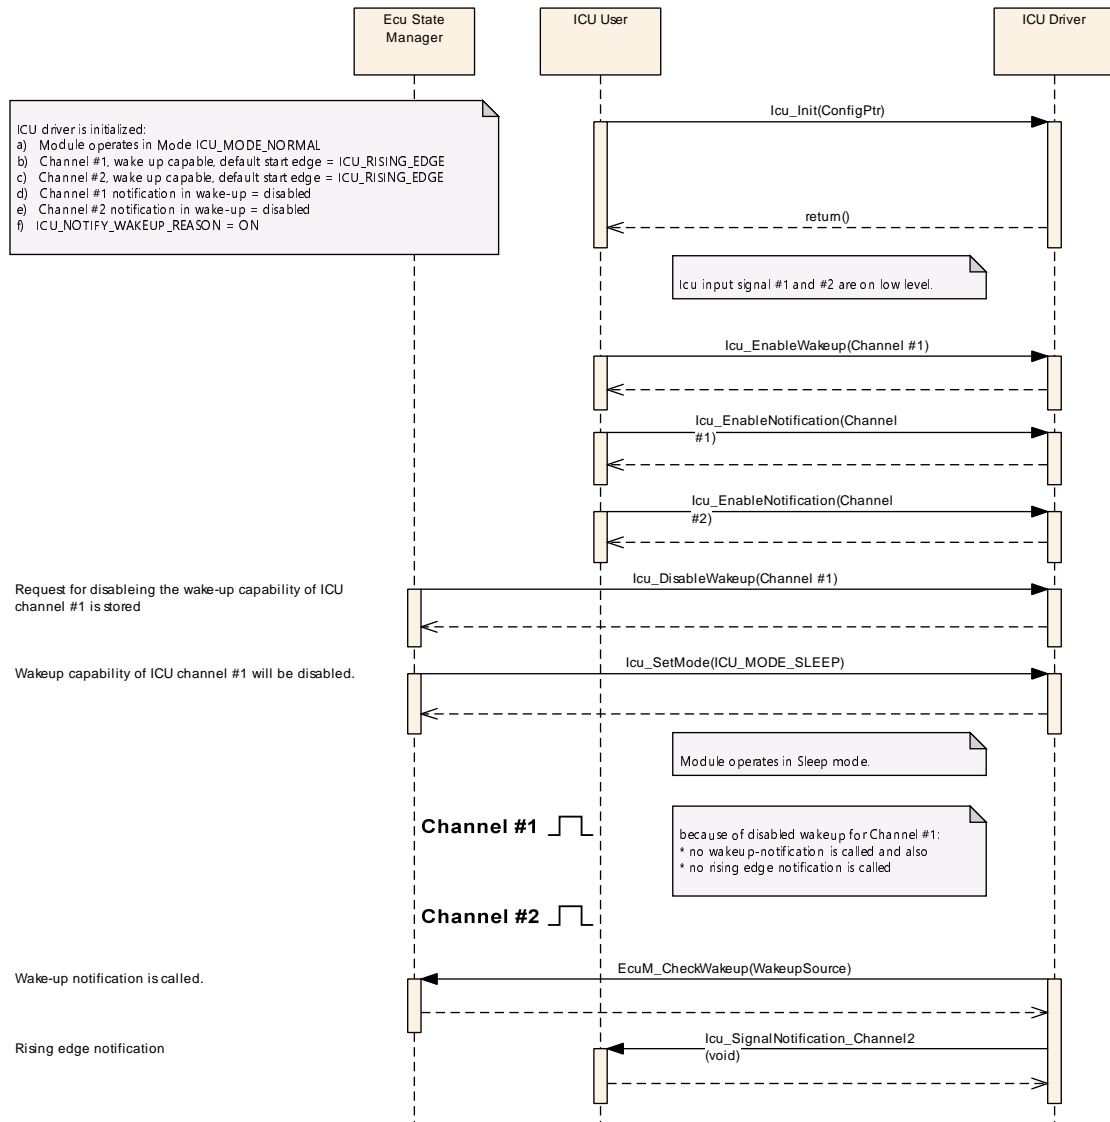 Ecu State
Manager
ICU User
ICU Driver
ICU driver is initialized:
a) Module operates in Mode ICU_MODE_NORMAL
b) Channel #1, wake up capable, default start edge = ICU_RISING_EDGE
c) Channel #2, wake up capable, default start edge = ICU_RISING_EDGE
d) Channel #1 notification in wake-up = disabled
e) Channel #2 notification in wake-up = disabled
f) ICU_NOTIFY_WAKEUP_REASON = ON
Icu_Init(ConfigPtr)
return()
Icu input signal #1 and #2 are on low level.
Icu_EnableWakeup(Channel #1)
Icu_EnableNotification(Channel
#1)
Icu_EnableNotification(Channel
#2)
Request for disableing the wake-up capability of ICU
channel #1 is stored
Icu_DisableWakeup(Channel #1)
Wakeup capability of ICU channel #1 will be disabled.
Icu_SetMode(ICU_MODE_SLEEP)
Module operates in Sleep mode.
Channel #1
because of disabled wakeup for Channel #1:
* no wakeup-notification is called and also
* no rising edge notification is called
Channel #2
Wake-up notification is called.
EcuM_CheckWakeup(WakeupSource)
Rising edge notification
Icu_SignalNotification_Channel2
(void)